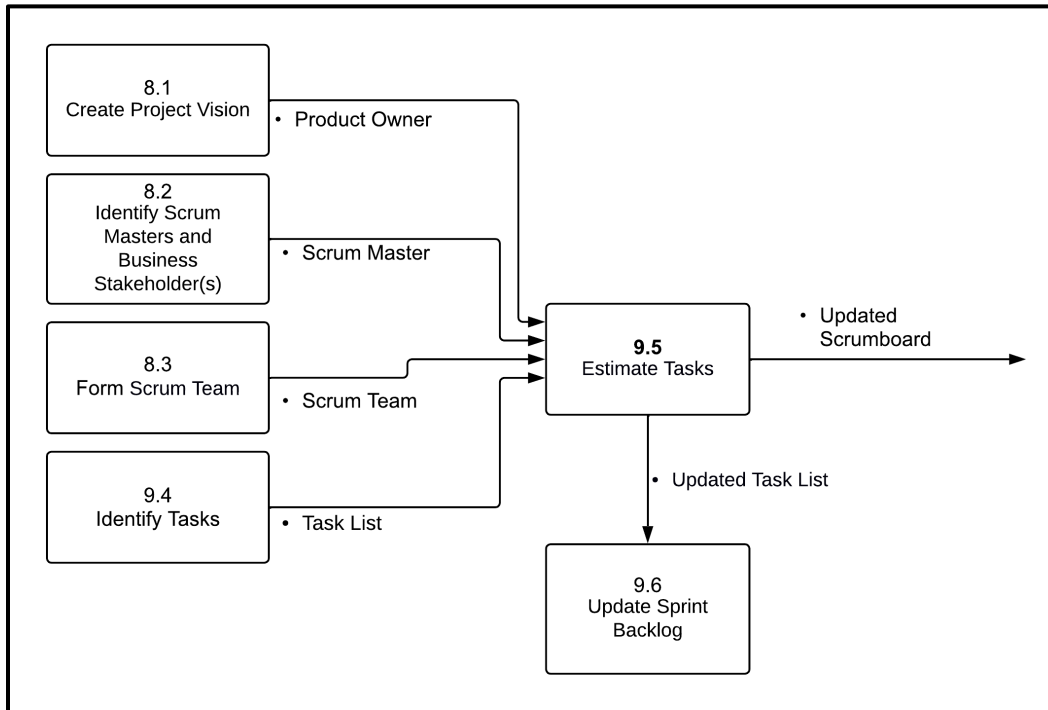 8.1
Create Project Vision
• Product Owner
8.2
Identify Scrum
Masters and
Business
Stakeholder(s)
• Scrum Master
8.3
Form Scrum Team
• Scrum Team
9.4
Identify Tasks
• Task List
9.5
Estimate Tasks
• Updated
Scrumboard
• Updated Task List
9.6
Update Sprint
Backlog